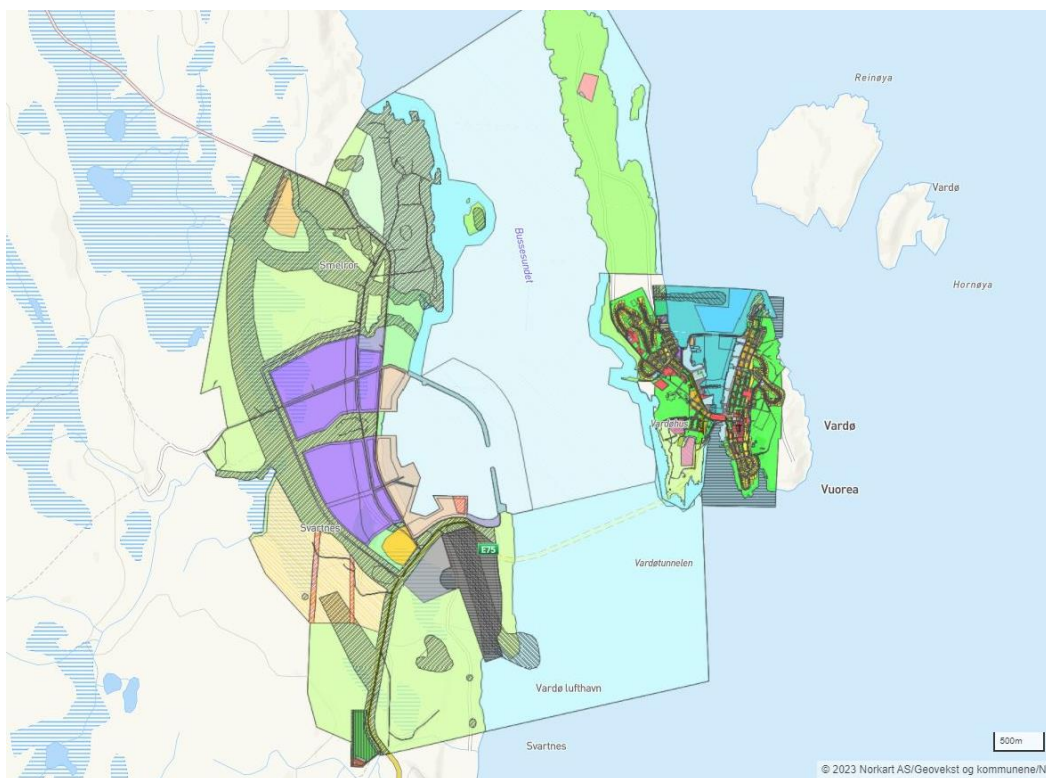 Reinøya
Vardø
Bussesundet
Smelror
Hornøya
Vardøhus
Vardø
Vuorea
Svartnes
E75
Vardøtunnelen
Vardø lufthavn
500m
Svartnes
© 2023 Norkart AS/Geovekst og kommunene/N